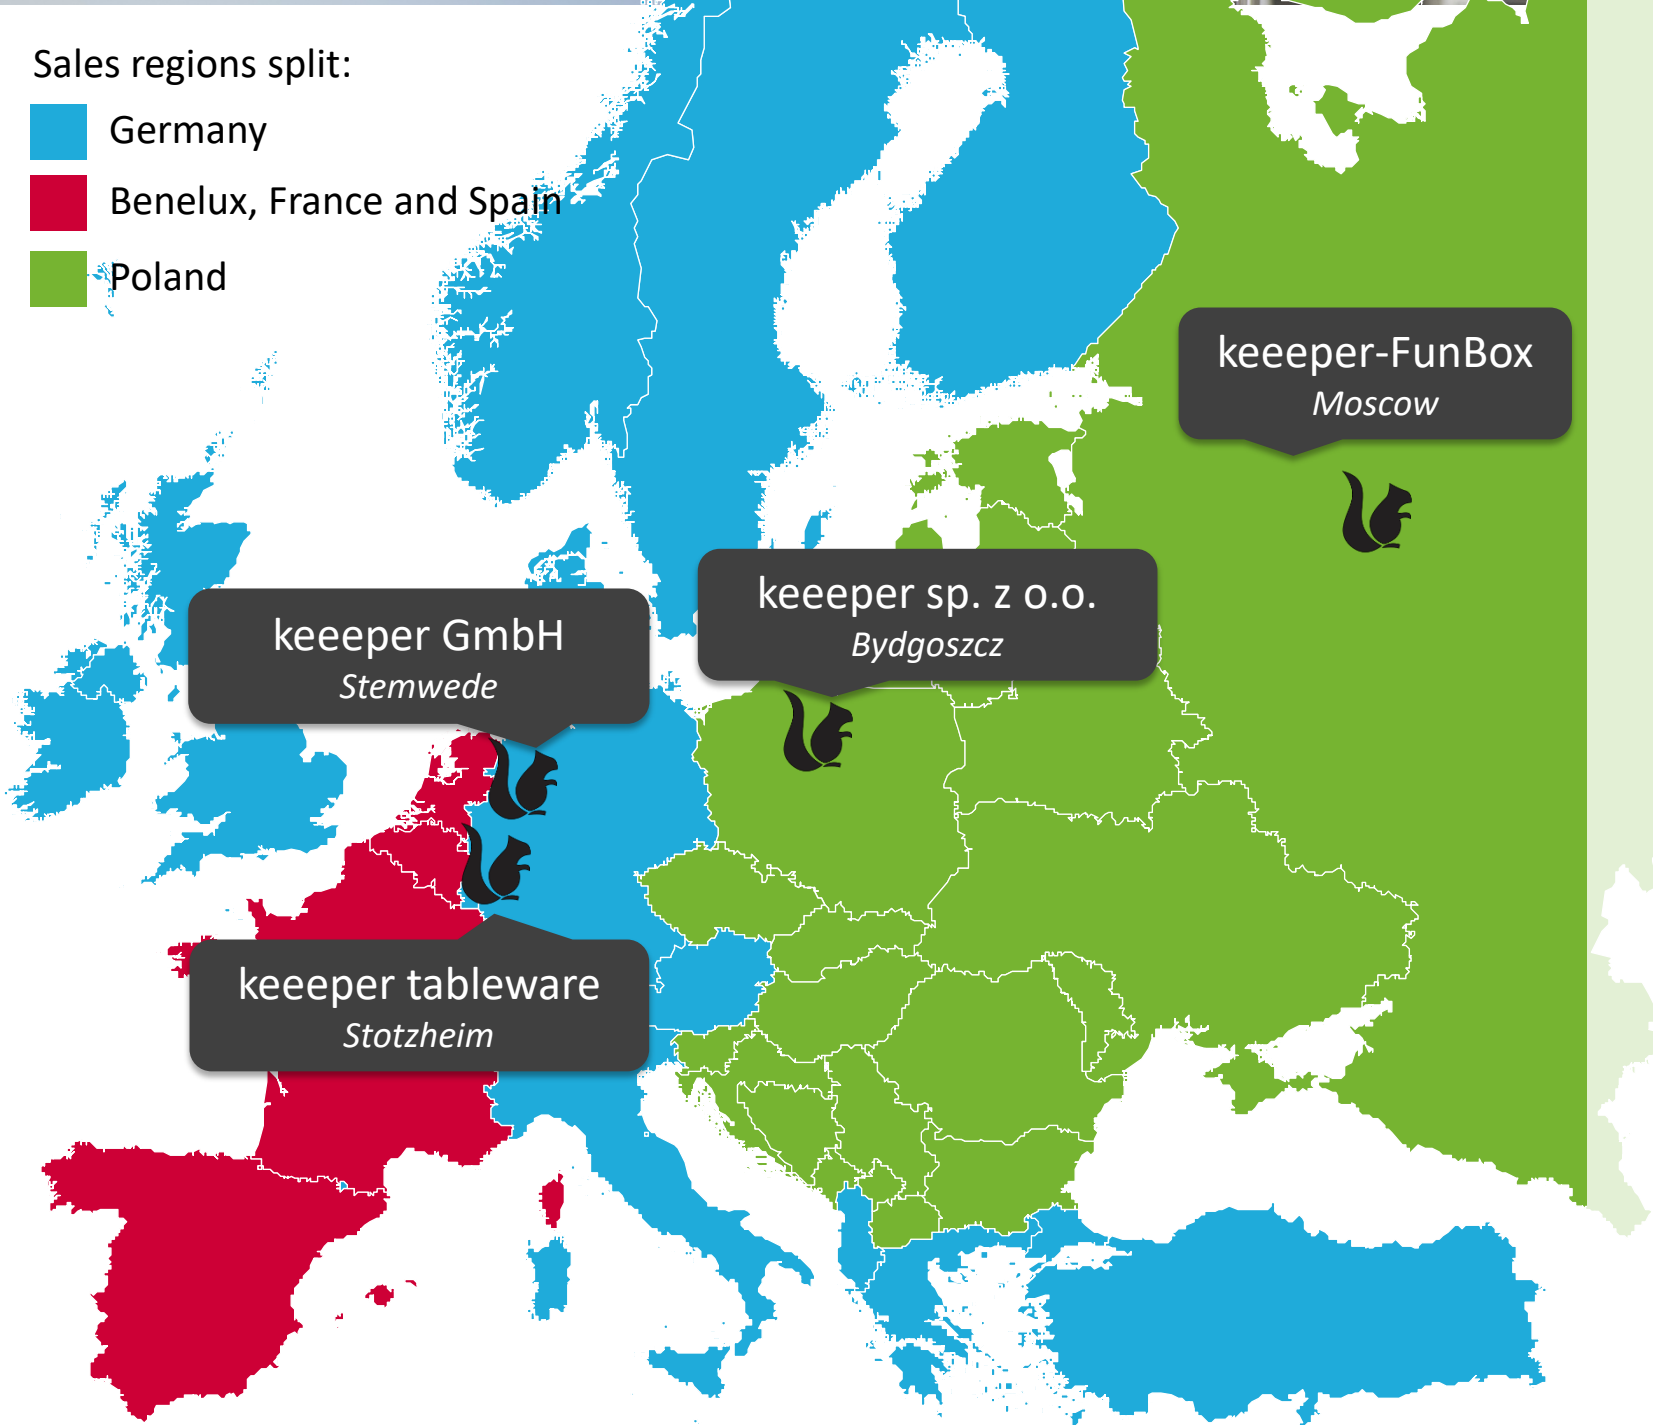 Sales regions split:
Germany
Benelux, France and Spain
Poland
keeeper-FunBox
Moscow
keeeper sp. z o.o.
Bydgoszcz
keeeper GmbH
Stemwede
keeeper tableware
Stotzheim